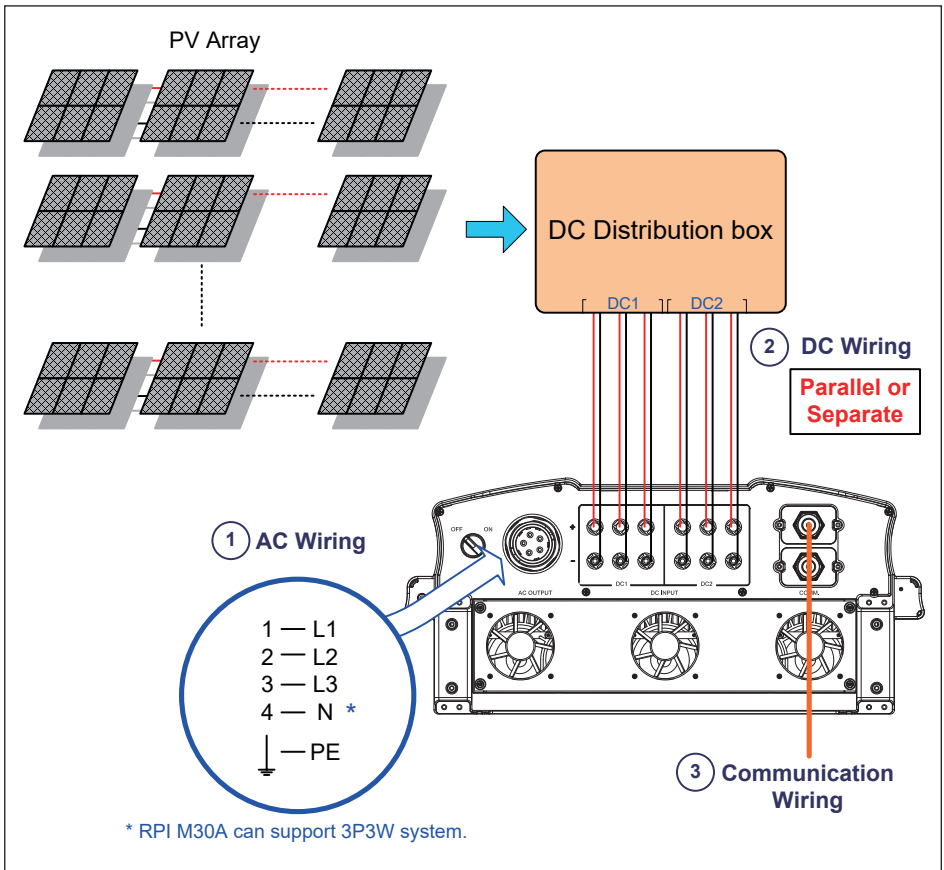 PV Array
DC Distribution box
DC1
DC2
2 DC Wiring
Parallel or
Separate
1 AC Wiring
OFF
ON
+
-
DC1
DC2
AC OUTPUT
DC INPUT
COMM.
1 — L1
2 — L2
3 — L3
4 — N *
— PE
3 Communication
Wiring
* RPI M30A can support 3P3W system.